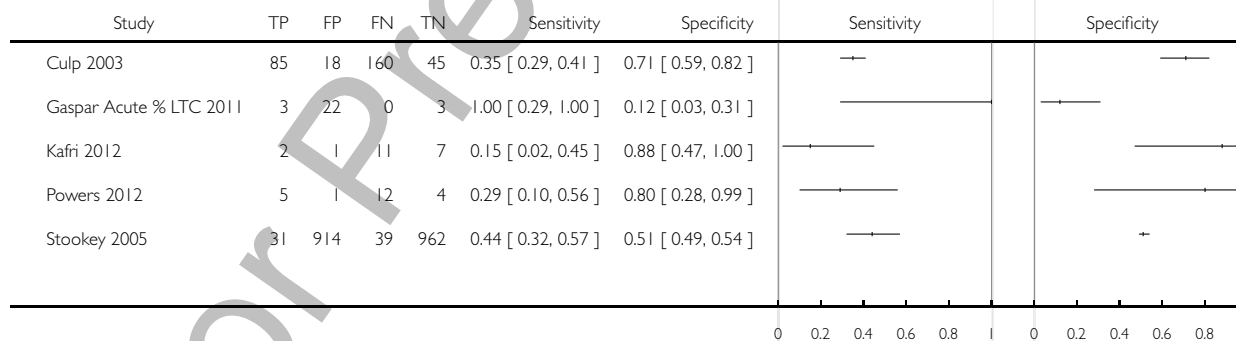 Study TP FP FN TN Sensitivity Specificity Sensitivity Specificity
Culp 2003 85 18 160 45 0.35 [ 0.29, 0.41 ] 0.71 [ 0.59, 0.82 ]
Gaspar Acute % LTC 2011 3 22 0 3 1.00 [ 0.29, 1.00 ] 0.12 [ 0.03, 0.31 ]
Kafri 2012 2 1 11 7 0.15 [ 0.02, 0.45 ] 0.88 [ 0.47, 1.00 ]
Powers 2012 5 1 12 4 0.29 [ 0.10, 0.56 ] 0.80 [ 0.28, 0.99 ]
Stookey 2005 31 914 39 962 0.44 [ 0.32, 0.57 ] 0.51 [ 0.49, 0.54 ]
0 0.2 0.4 0.6 0.8 1 0 0.2 0.4 0.6 0.8
or Pre